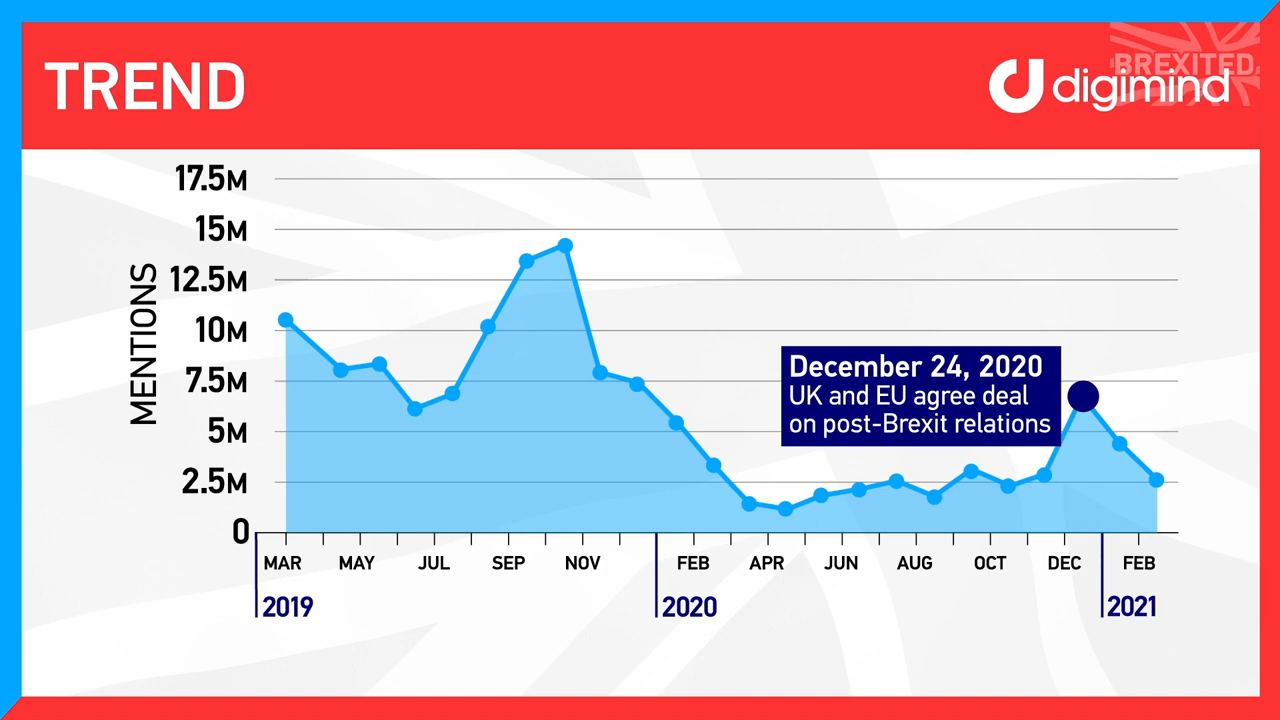 TREND
BREXITED
digimind
17.5M
15M
12.5M
10M
7.5M
5M
2.5M
0
MENTIONS
December 24, 2020
UK and EU agree deal
on post-Brexit relations
MAR MAY JUL SEP NOV FEB APR JUN AUG OCT DEC FEB
2019 2020 2021